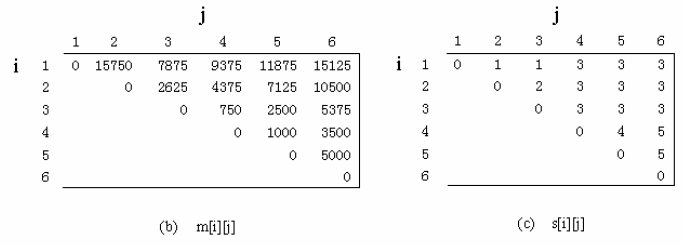 j
1 2 3 4 5 6
i 1 0 15750 7875 9375 11875 15125
2 0 2625 4375 7125 10500
3 0 750 2500 5375
4 0 1000 3500
5 0 5000
6 0
(b) m[i][j]
j
1 2 3 4 5 6
i 1 0 1 1 3 3 3
2 0 2 3 3 3
3 0 3 3 3
4 0 4 5
5 0 5
6 0
(c) s[i][j]